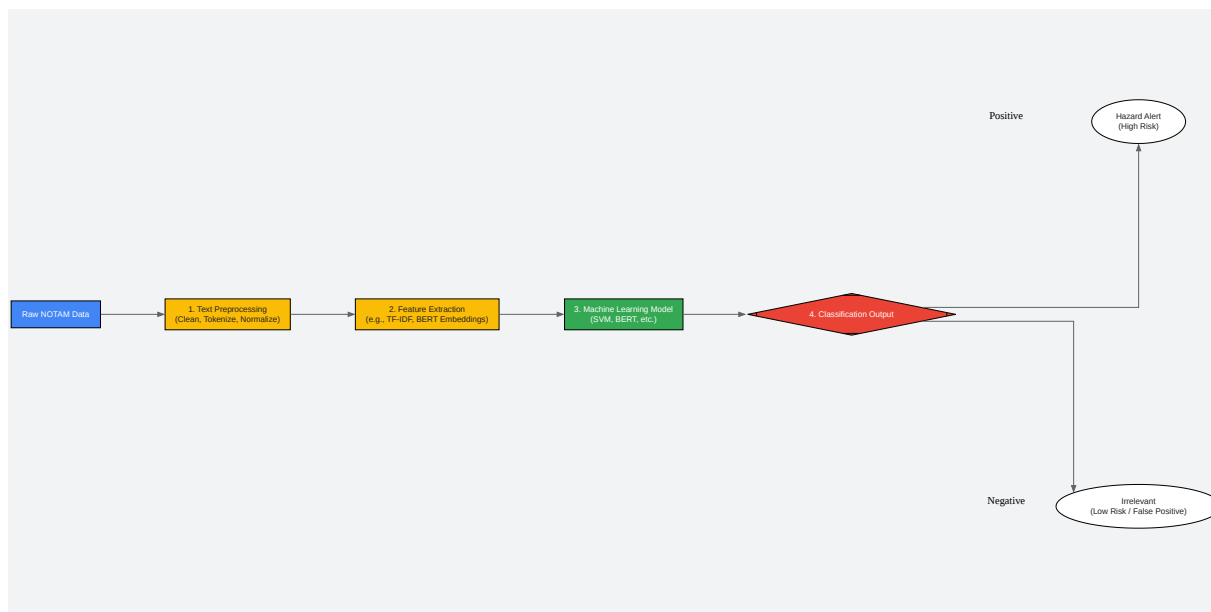 Positive
Hazard Alert
(High Risk)
Raw NOTAM Data
1. Text Preprocessing
(Clean, Tokenize, Normalize)
2. Feature Extraction
(e.g., TF-IDF, BERT Embeddings)
3. Machine Learning Model
(SVM, BERT, etc.)
4. Classification Output
Negative
Irrelevant
(Low Risk / False Positive)